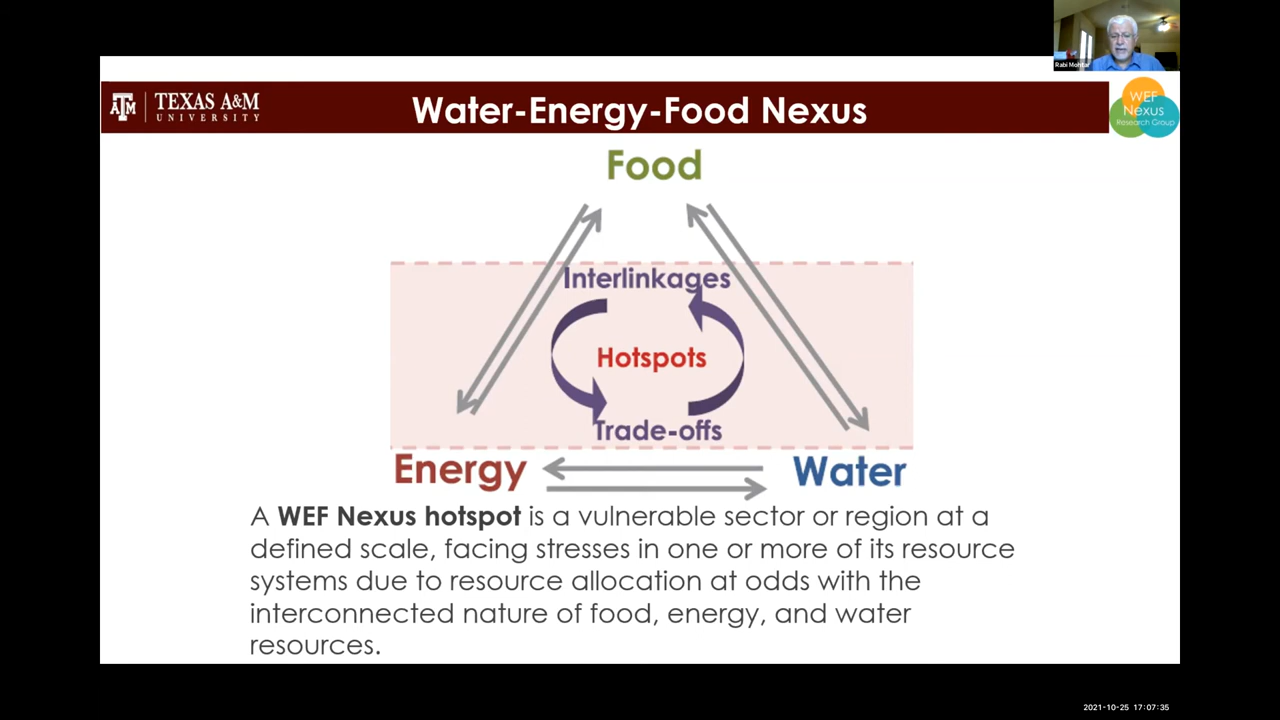 Rabi Mohtar
ĀTM TEXAS A&M
UNIVERSITY
Water-Energy-Food Nexus
WEF
Nexus
Research Group
Food
Interlinkages
Hotspots
Trade-offs
Energy
Water
A WEF Nexus hotspot is a vulnerable sector or region at a
defined scale, facing stresses in one or more of its resource
systems due to resource allocation at odds with the
interconnected nature of food, energy, and water
resources.
2021-10-25 17:07:35